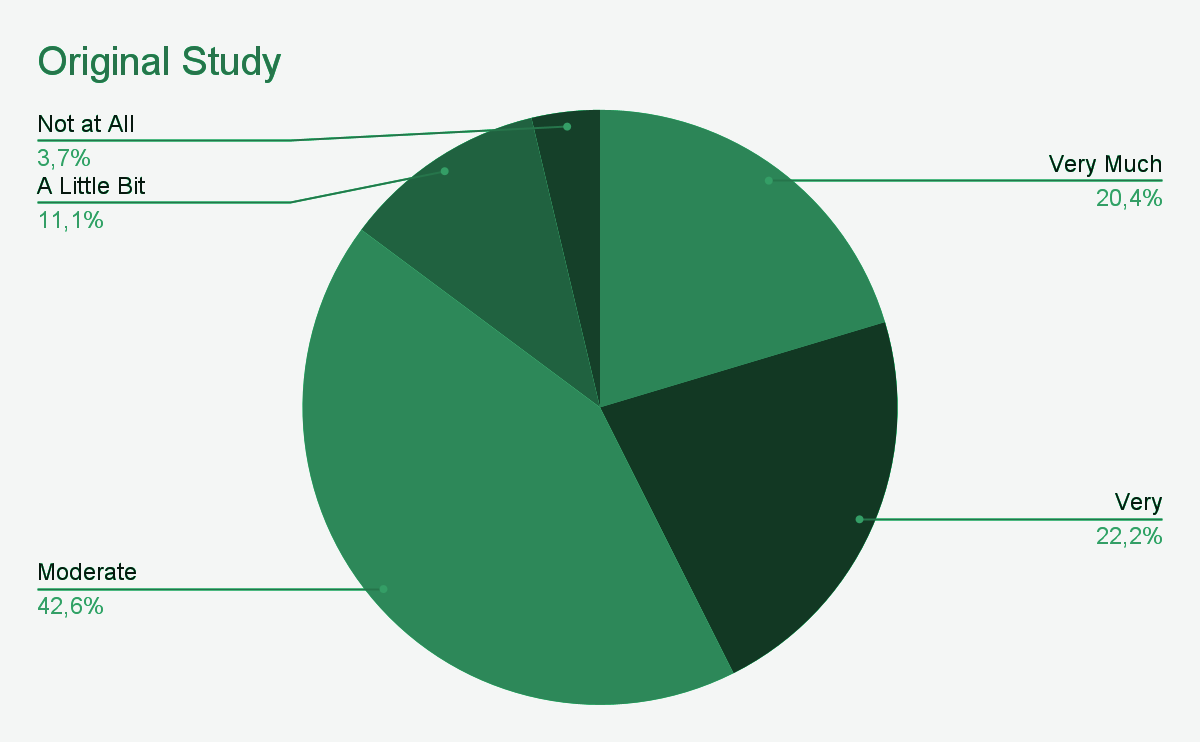 Original Study
Not at All
3,7%
A Little Bit
11,1%
Moderate
42,6%
Very Much
20,4%
Very
22,2%